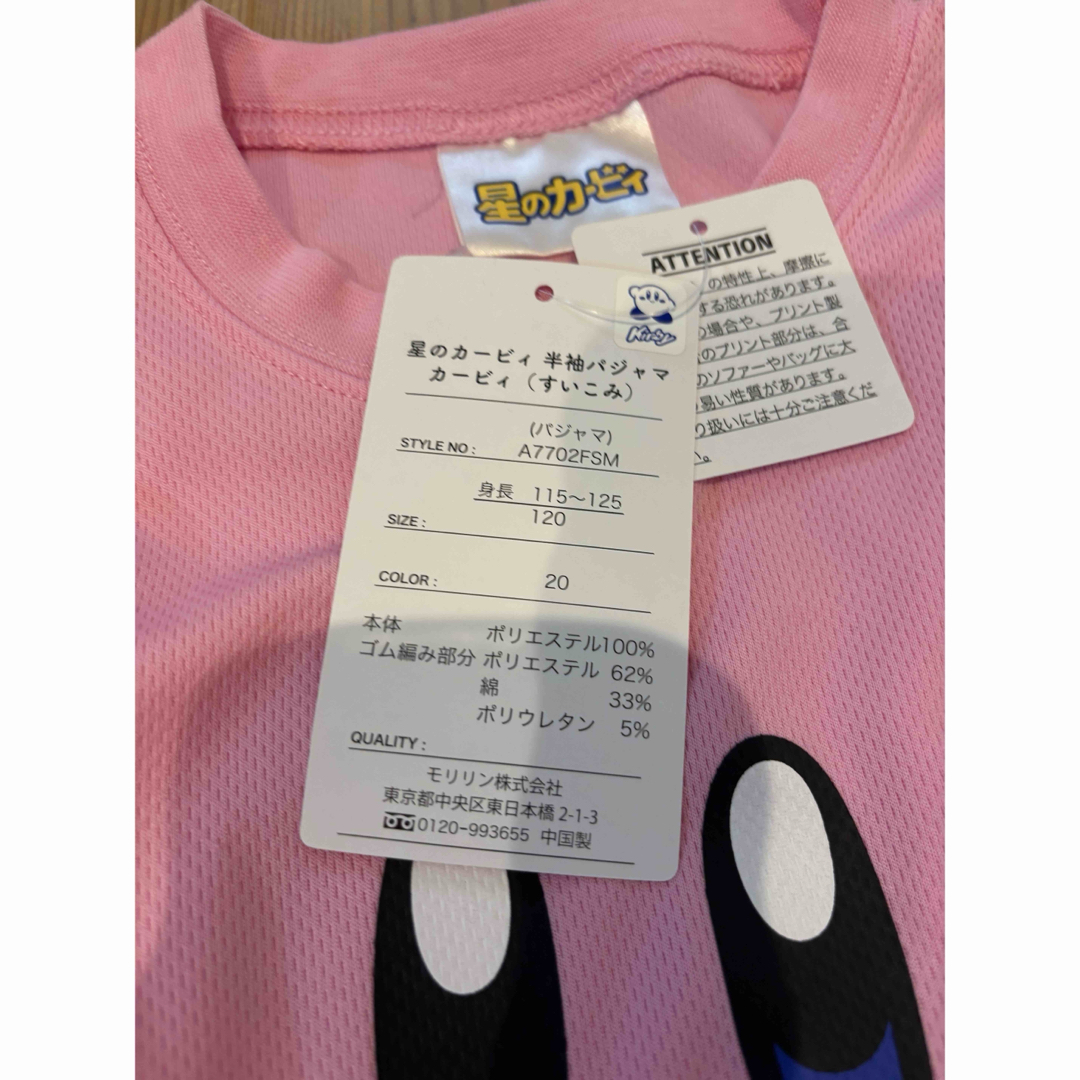 星のカービィ
ATTENTION
の特性上、摩擦に
する恐れがあります。
の場合や、プリント製
のプリント部分は、合
のソファーやバッグに大
易い性質があります。
り扱いには十分ご注意くだ
い。
Kirby
星のカービィ 半袖パジャマ
カービィ（すいこみ）
(パジャマ)
STYLE NO : A7702FSM
身長 115〜125
SIZE : 120
COLOR : 20
本体 ポリエステル100%
ゴム編み部分 ポリエステル 62%
綿 33%
ポリウレタン 5%
QUALITY :
モリリン株式会社
東京都中央区東日本橋 2-1-3
0120-993655 中国製